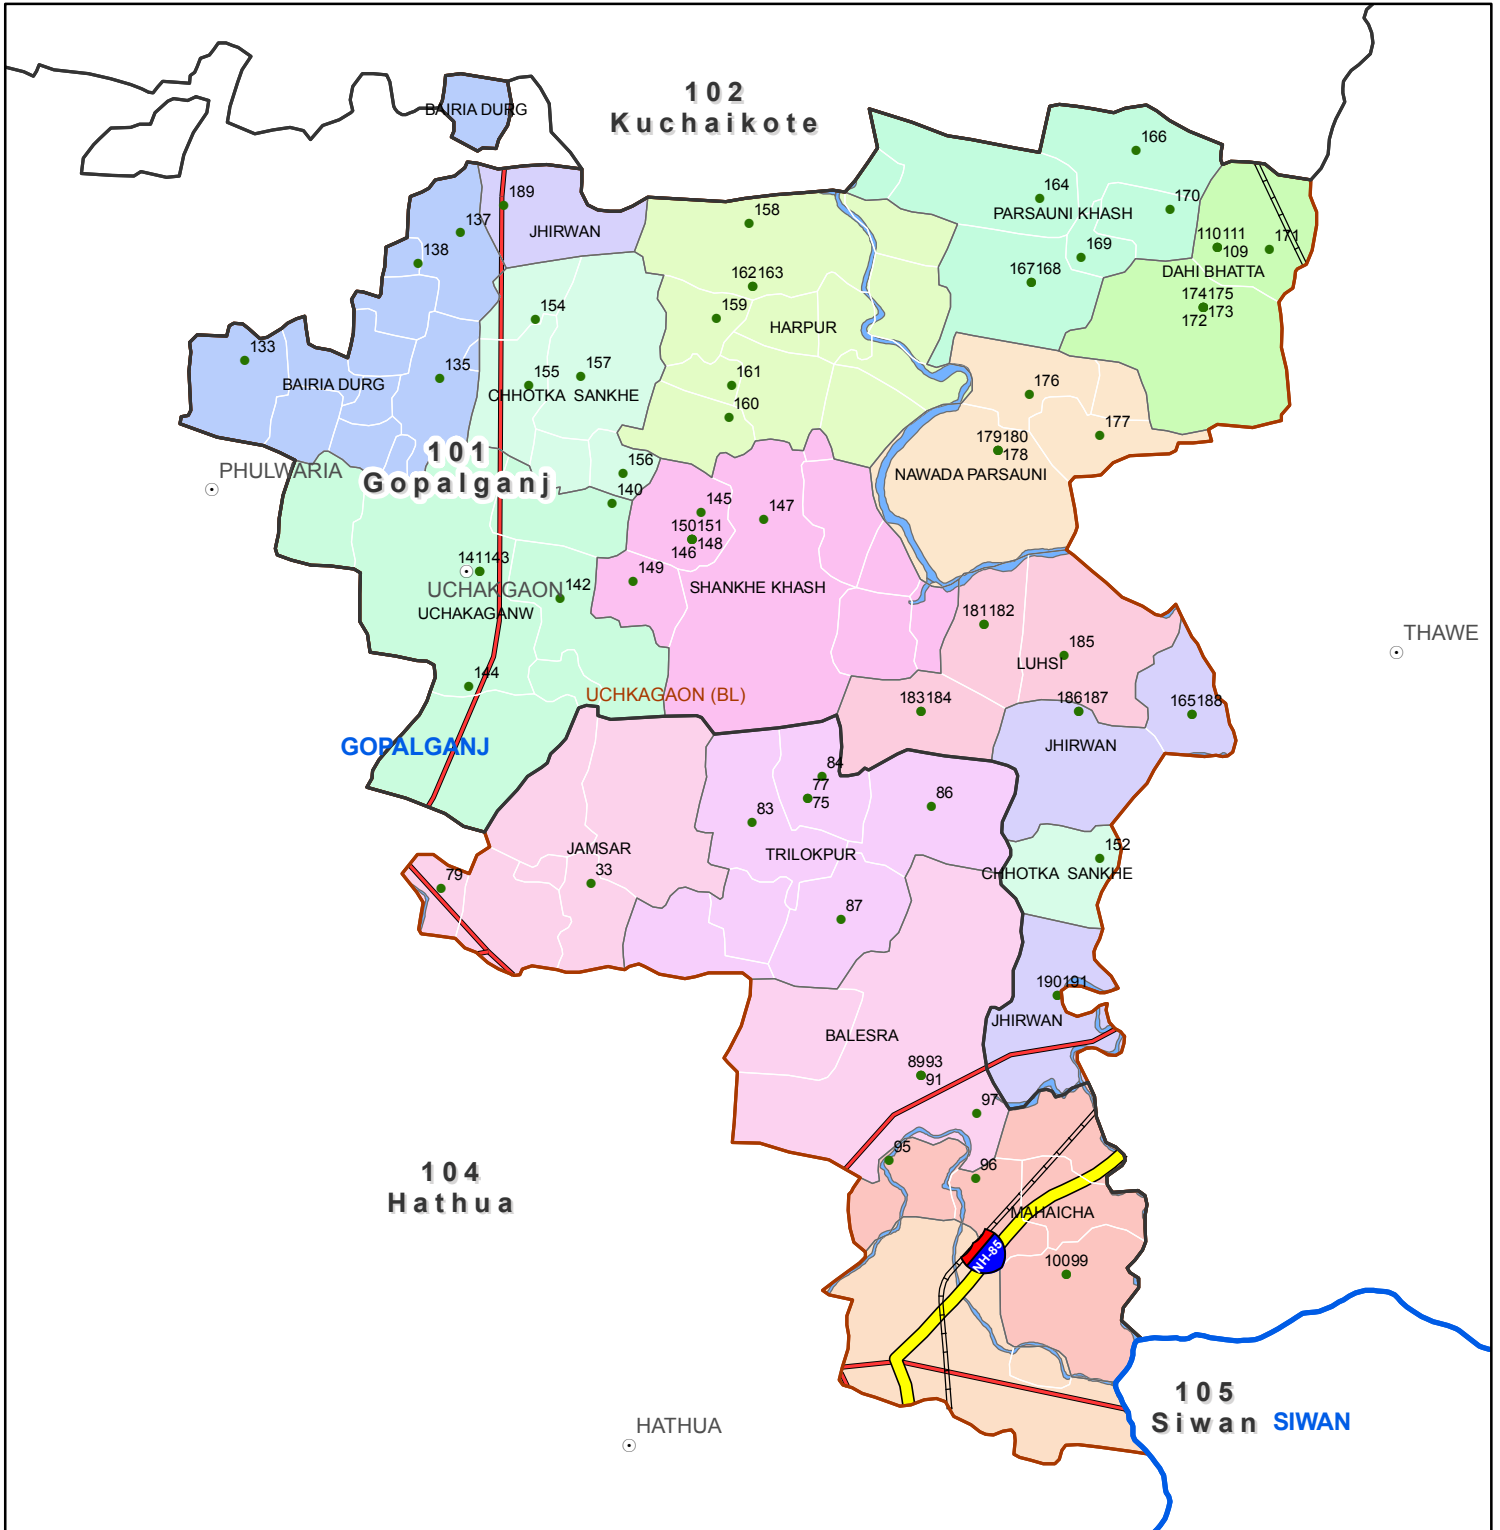 BAIRIA DURG
102
Kuchaikote
166
189
164
170
137
158
PARSAUNI KHASH
JHIRWAN
138
110111
171
109
169
DAHI BHATTA
162163
167168
174175
154
159
173
172
HARPUR
133
135
155
157
161
176
BAIRIA DURG
CHHOTKA SANKHE
160
177
101
179180
178
PHULWARIA
156
NAWADA PARSAUNI
Gopalganj
140
145
147
150151
148
146
141143
149
142
SHANKHE KHASH
UCHAKGAON
UCHAKAGANW
181182
THAWE
185
LUHSI
144
UCHKAGAON (BL)
183184
186187
165188
GOPALGANJ
JHIRWAN
84
77
75
86
83
JAMSAR
TRILOKPUR
152
79
33
CHHOTKA SANKHE
87
190191
BALESRA
JHIRWAN
8993
91
97
95
104
96
Hathua
MAHAICHA
NH-85
10099
105
HATHUA
Siwan
SIWAN